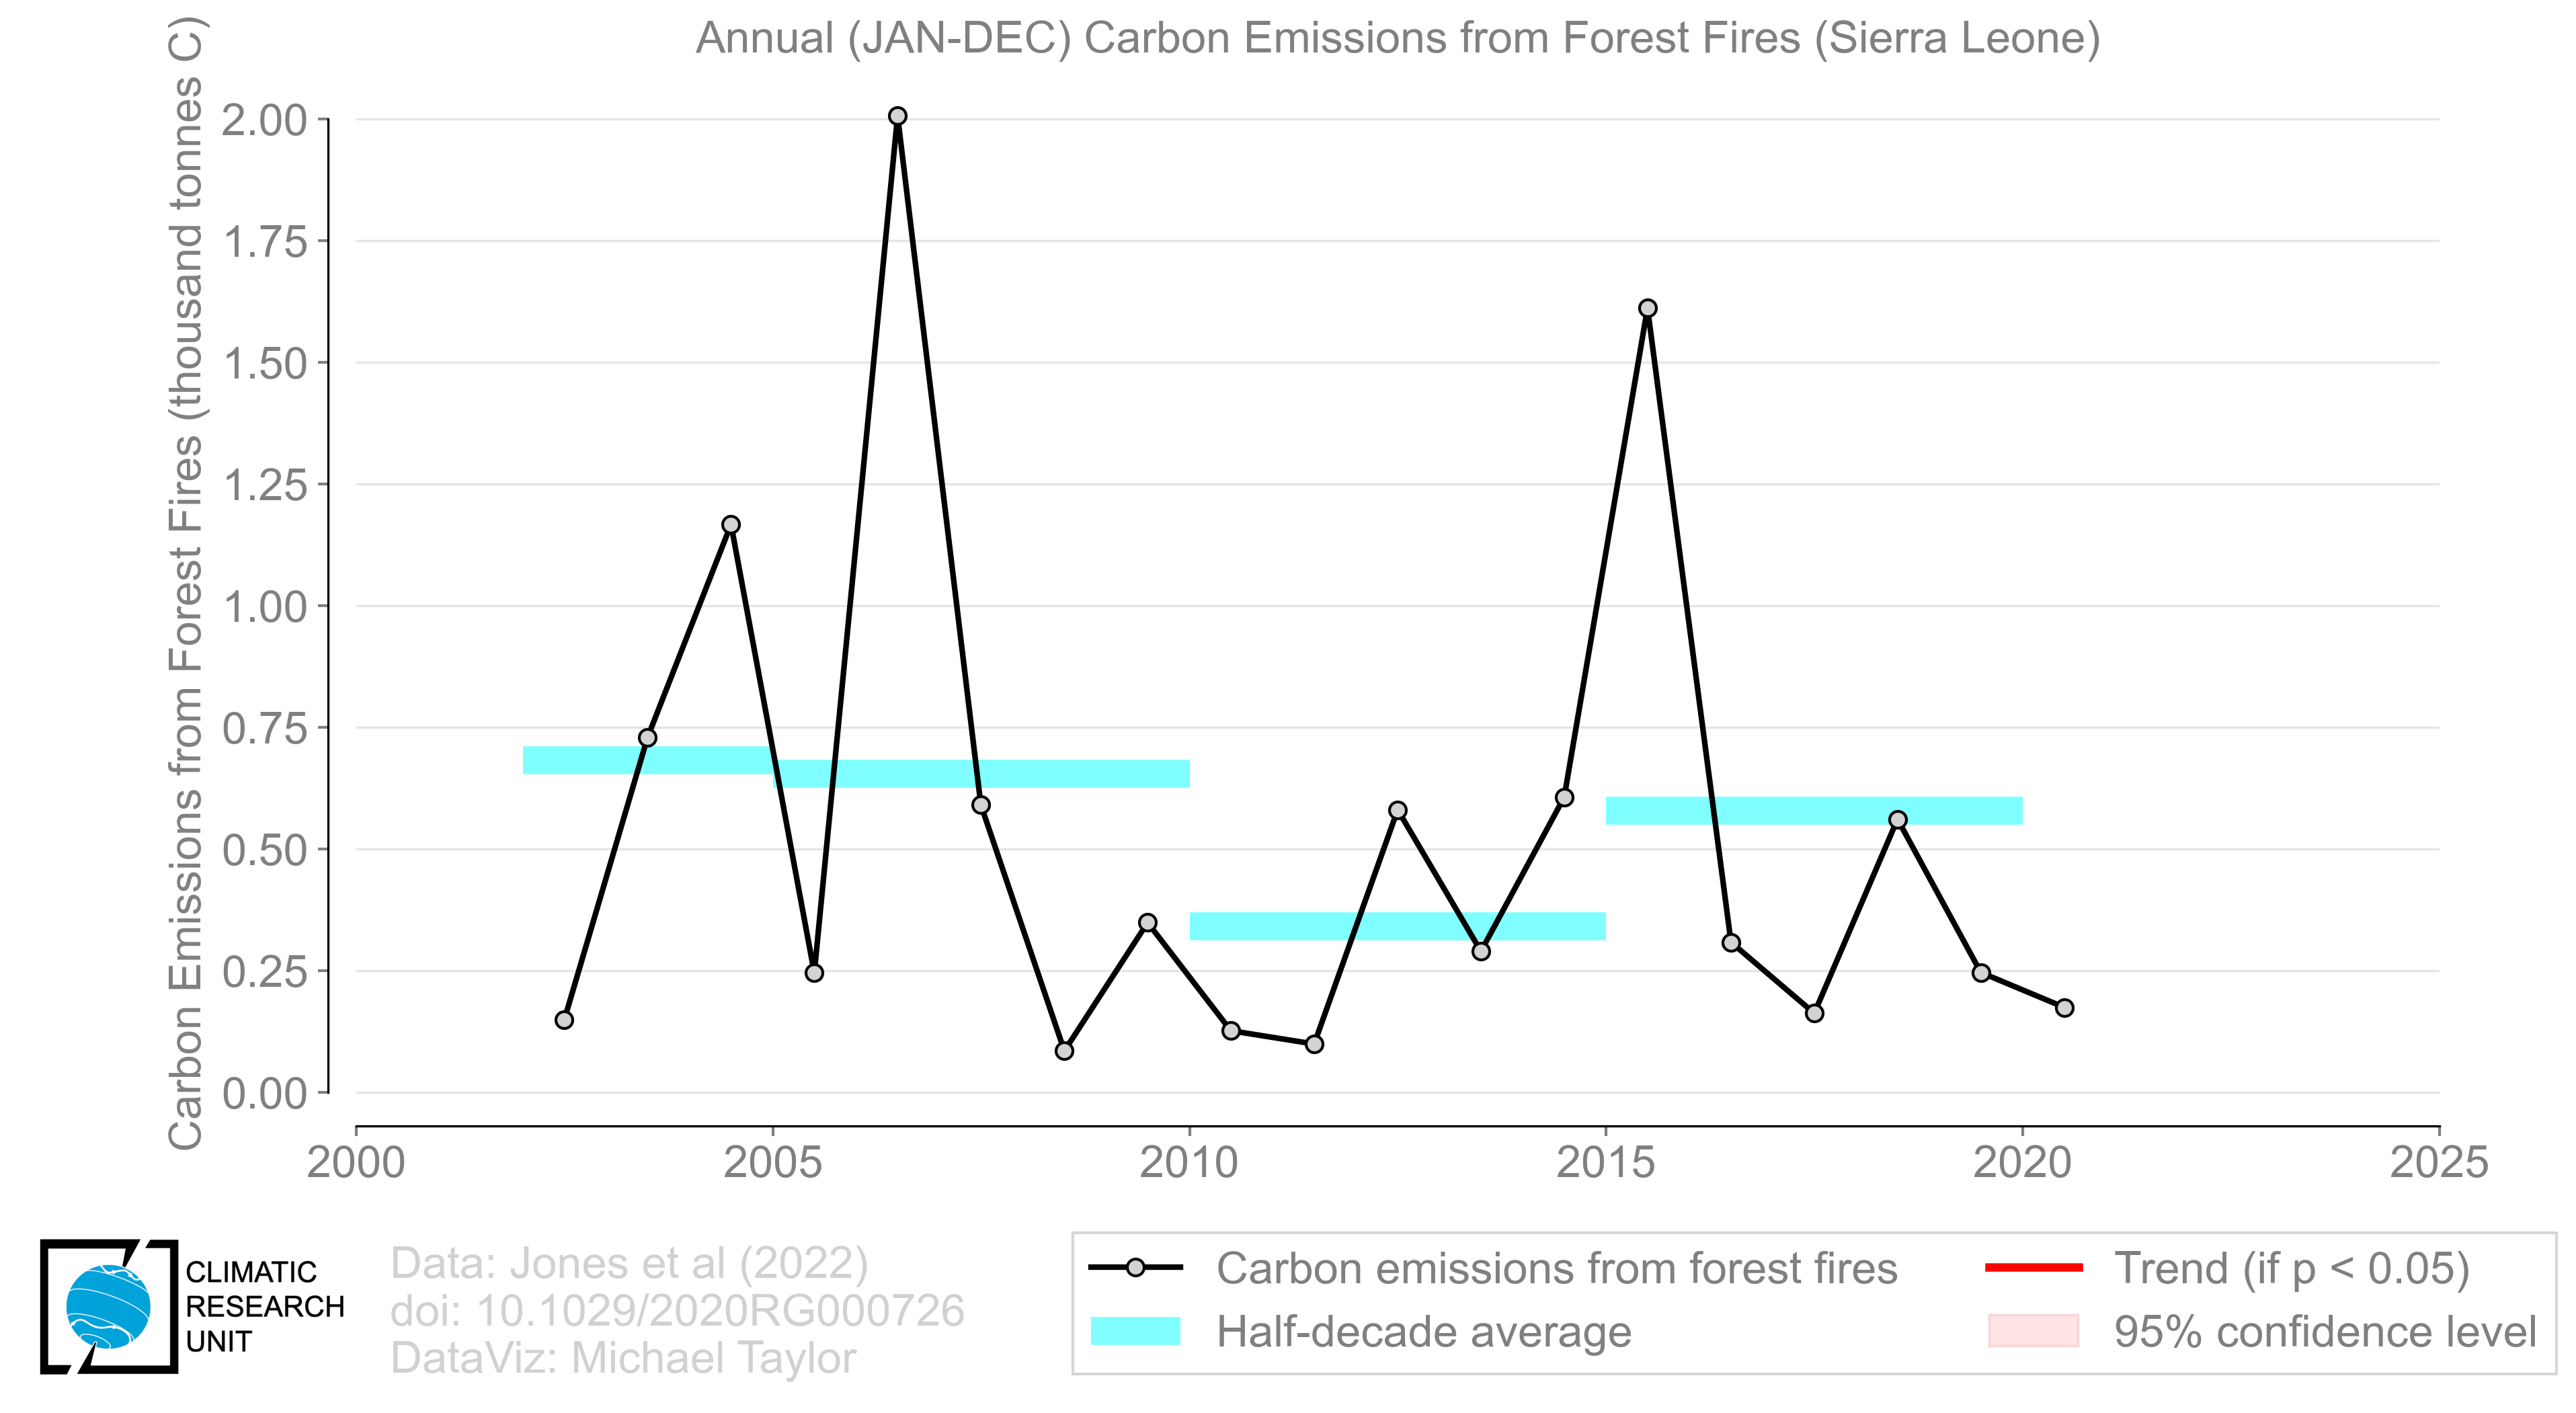 Annual (JAN-DEC) Carbon Emissions from Forest Fires (Sierra Leone)
Carbon Emissions from Forest Fires (thousand tonnes C)
2.00
1.75
1.50
1.25
1.00
0.75
0.50
0.25
0.00
2000 2005 2010 2015 2020 2025
CLIMATIC
RESEARCH
UNIT
Data: Jones et al (2022)
doi: 10.1029/2020RG000726
DataViz: Michael Taylor
Carbon emissions from forest fires
Half-decade average
Trend (if p < 0.05)
95% confidence level